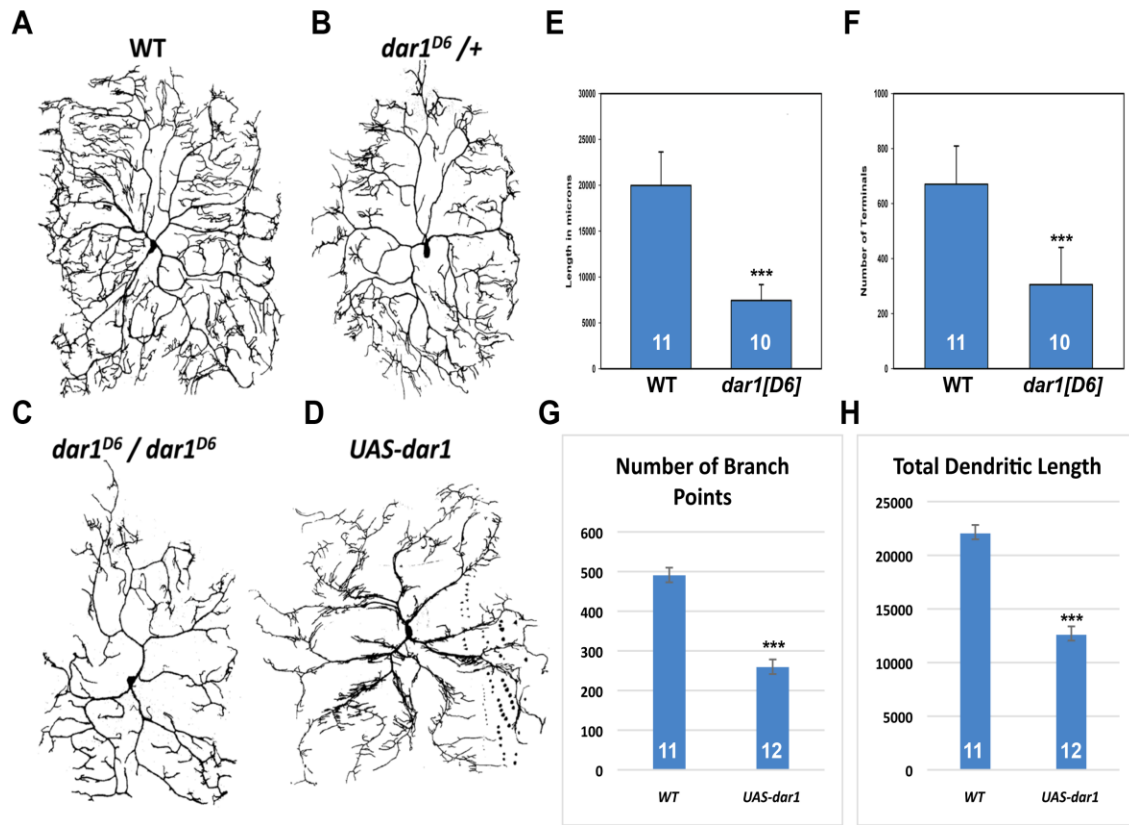 A
WT
B
dar1D6 /+
C
dar1D6 / dar1D6
D
UAS-dar1
E
Length in microns
30000
25000
20000
15000
10000
5000
0
***
11
10
WT
dar1[D6]
F
Number of Terminals
1000
800
600
400
200
0
***
11
10
WT
dar1[D6]
G
Number of Branch
Points
600
500
400
300
200
100
0
***
11
12
WT
UAS-dar1
H
Total Dendritic Length
25000
20000
15000
10000
5000
0
***
11
12
WT
UAS-dar1